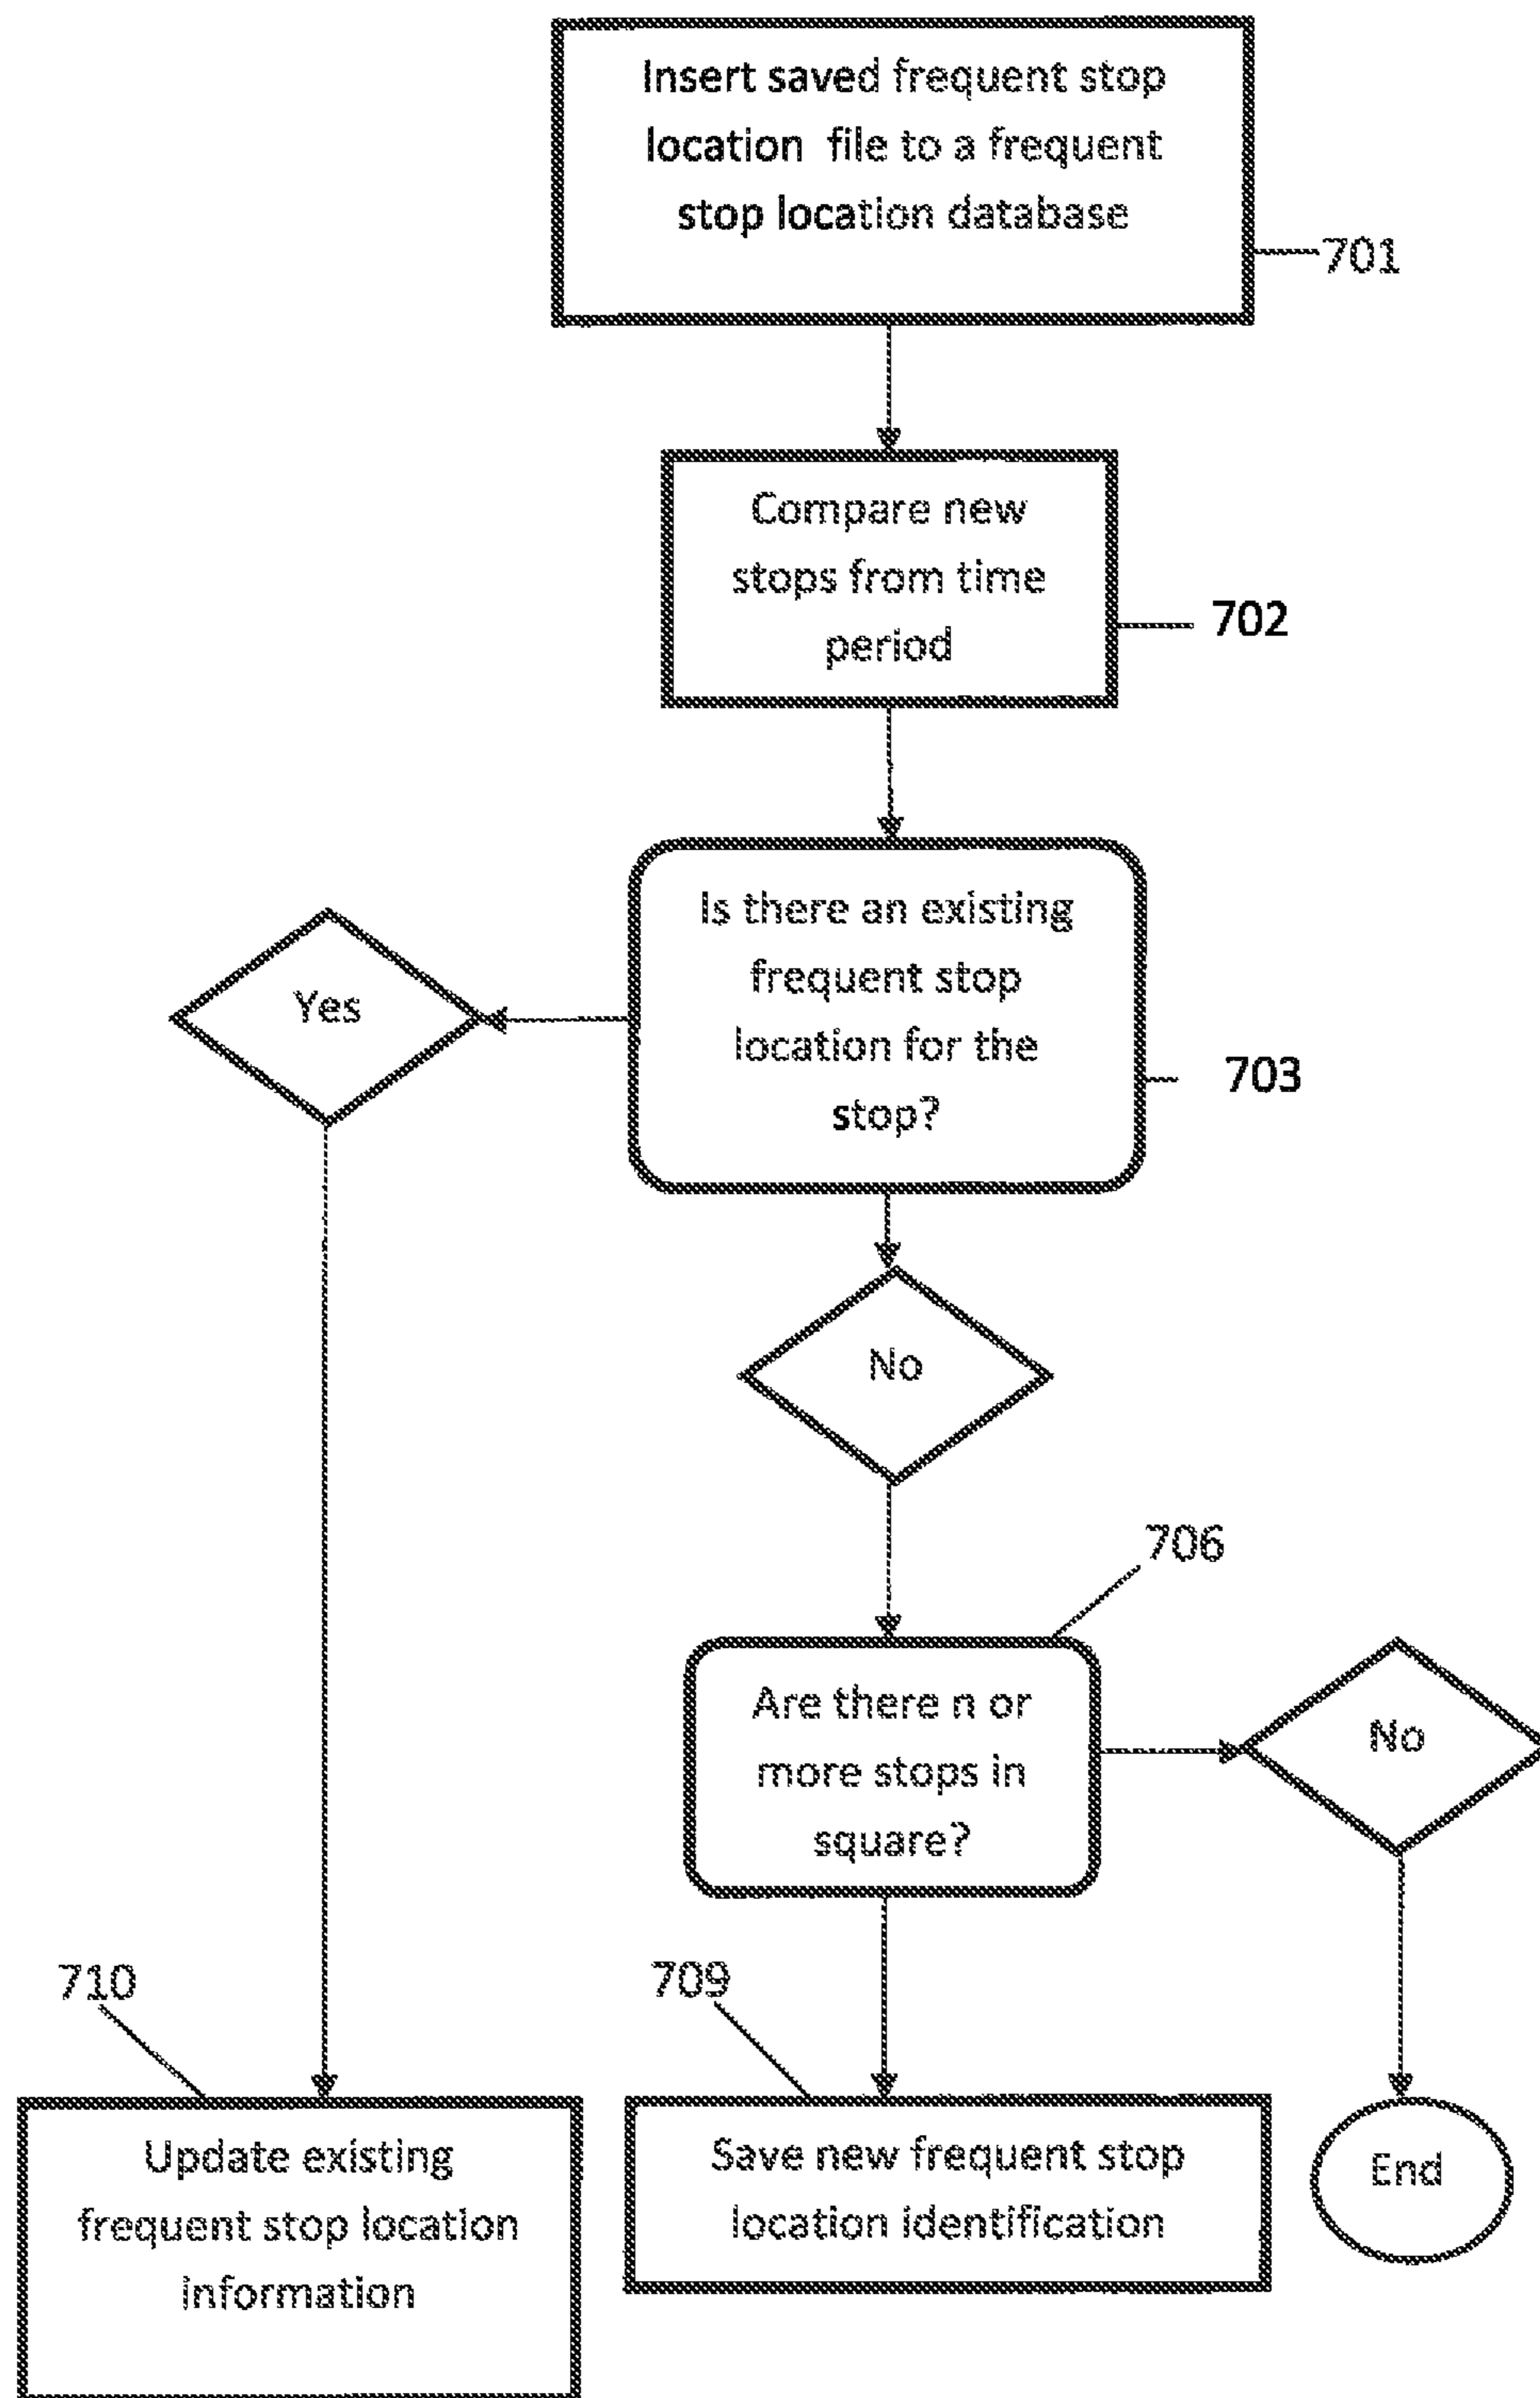 Insert saved frequent stop
location file to a frequent
stop location database
701
Compare new
stops from time
period
702
Is there an existing
frequent stop
location for the
stop?
703
Yes
No
706
Are there n or
more stops in
square?
No
710
709
Update existing
frequent stop location
information
Save new frequent stop
location identification
End